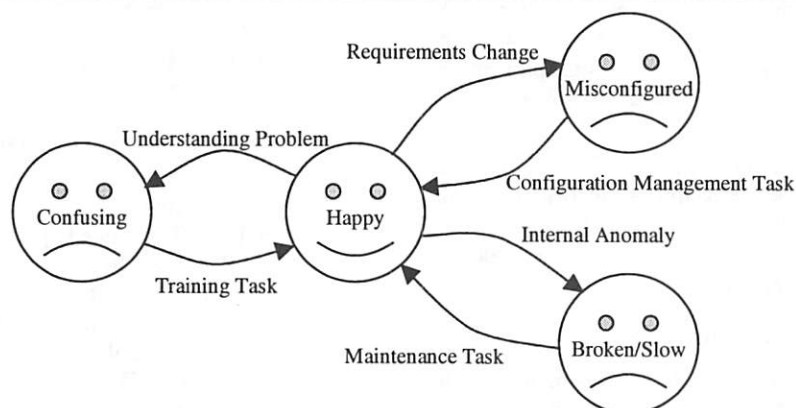 Requirements Change
Misconfigured
Understanding Problem
Confusing
Happy
Configuration Management Task
Internal Anomaly
Training Task
Maintenance Task
Broken/Slow